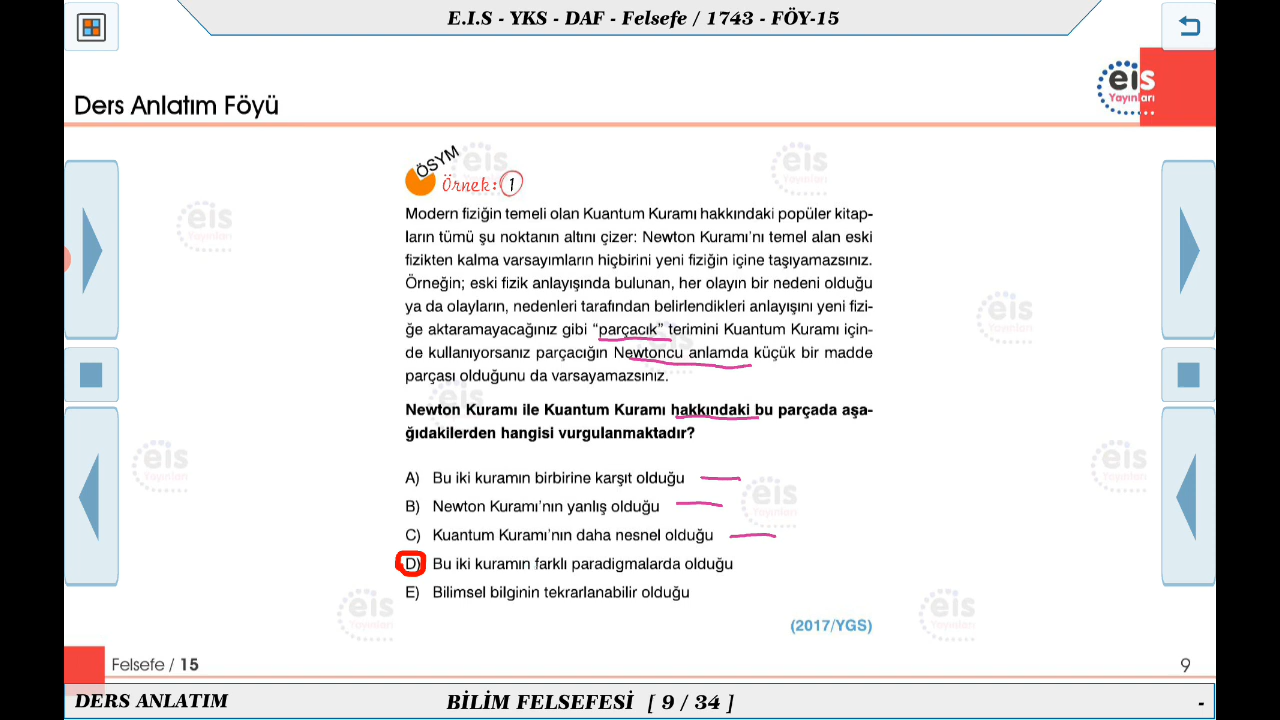 E.I.S - YKS - DAF - Felsefe / 1743 - FÖY-15
eis
Yayınları
Ders Anlatım Föyü
ÖSYM
Örnek: 1
Modern fiziğin temeli olan Kuantum Kuramı hakkındaki popüler kitap-
ların tümü şu noktanın altını çizer: Newton Kuramı'nı temel alan eski
fizikten kalma varsayımların hiçbirini yeni fiziğin içine taşıyamazsınız.
Örneğin; eski fizik anlayışında bulunan, her olayın bir nedeni olduğu
ya da olayların, nedenleri tarafından belirlendikleri anlayışını yeni fizi-
ğe aktaramayacağınız gibi “parçacık” terimini Kuantum Kuramı için-
de kullanıyorsanız parçacığın Newtoncu anlamda küçük bir madde
parçası olduğunu da varsayamazsınız.
Newton Kuramı ile Kuantum Kuramı hakkındaki bu parçada aşa-
ğıdakilerden hangisi vurgulanmaktadır?
A) Bu iki kuramın birbirine karşıt olduğu
B) Newton Kuramı'nın yanlış olduğu
C) Kuantum Kuramı'nın daha nesnel olduğu
D) Bu iki kuramın farklı paradigmalarda olduğu
E) Bilimsel bilginin tekrarlanabilir olduğu
(2017/YGS)
Felsefe / 15
9
DERS ANLATIM
BİLİM FELSEFESİ [ 9 / 34 ]
-